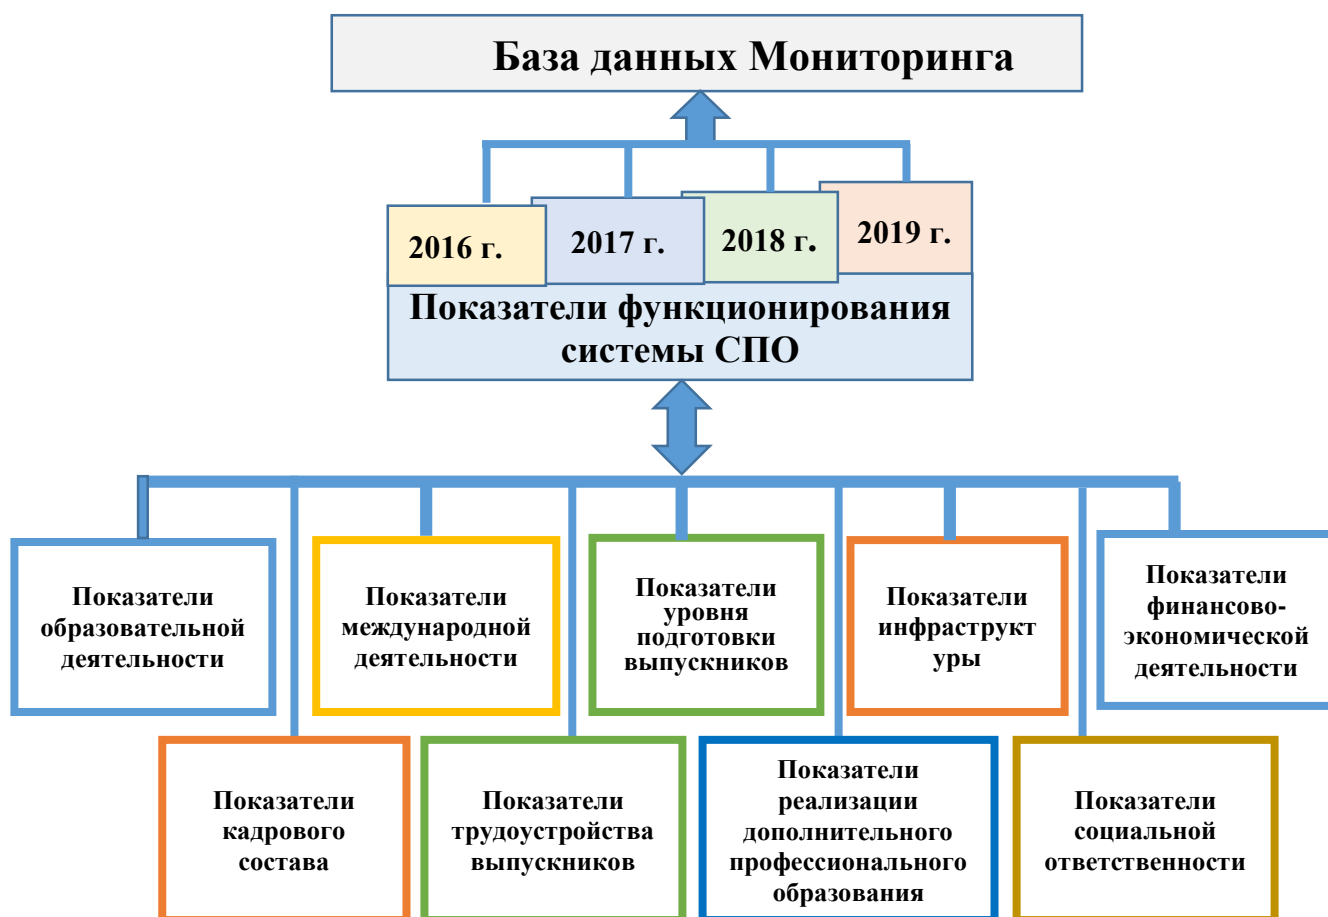 База данных Мониторинга
2016 г.
2017 г.
2018 г.
2019 г.
Показатели функционирования
системы СПО
Показатели
образовательной
деятельности
Показатели
международной
деятельности
Показатели
уровня
подготовки
выпускников
Показатели
инфраструкт
уры
Показатели
финансово-
экономической
деятельности
Показатели
кадрового
состава
Показатели
трудоустройства
выпускников
Показатели
реализации
дополнительного
профессионального
образования
Показатели
социальной
ответственности